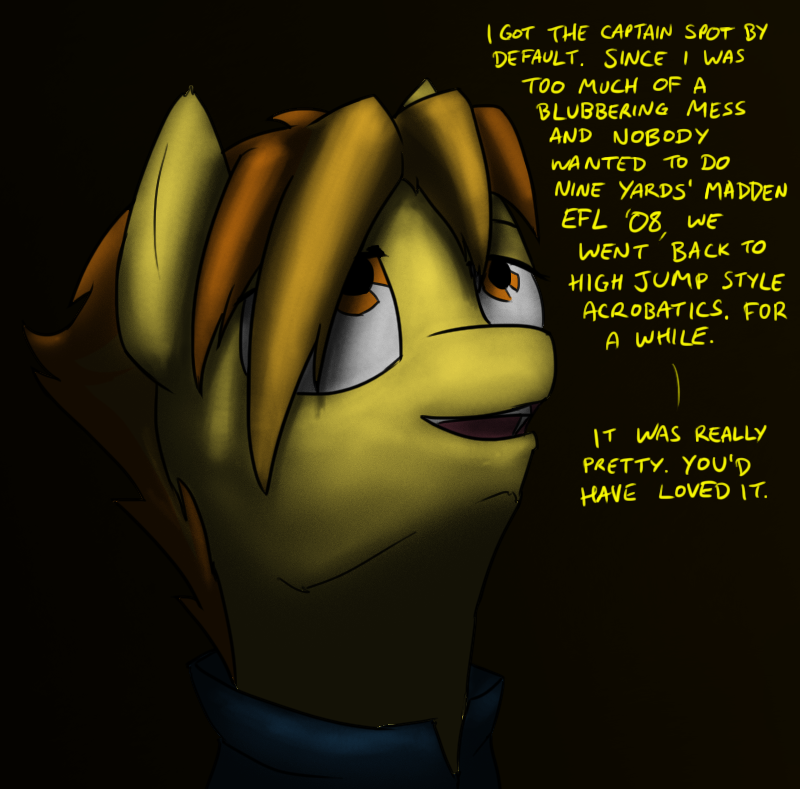 I GOT THE CAPTAIN SPOT BY
DEFAULT. SINCE I WAS
TOO MUCH OF A
BLUBBERING MESS
AND NOBODY
WANTED TO DO
NINE YARDS' MADDEN
EFL '08, WE
WENT BACK TO
HIGH JUMP STYLE
ACROBATICS. FOR
A WHILE.
IT WAS REALLY
PRETTY. YOU'D
HAVE LOVED IT.